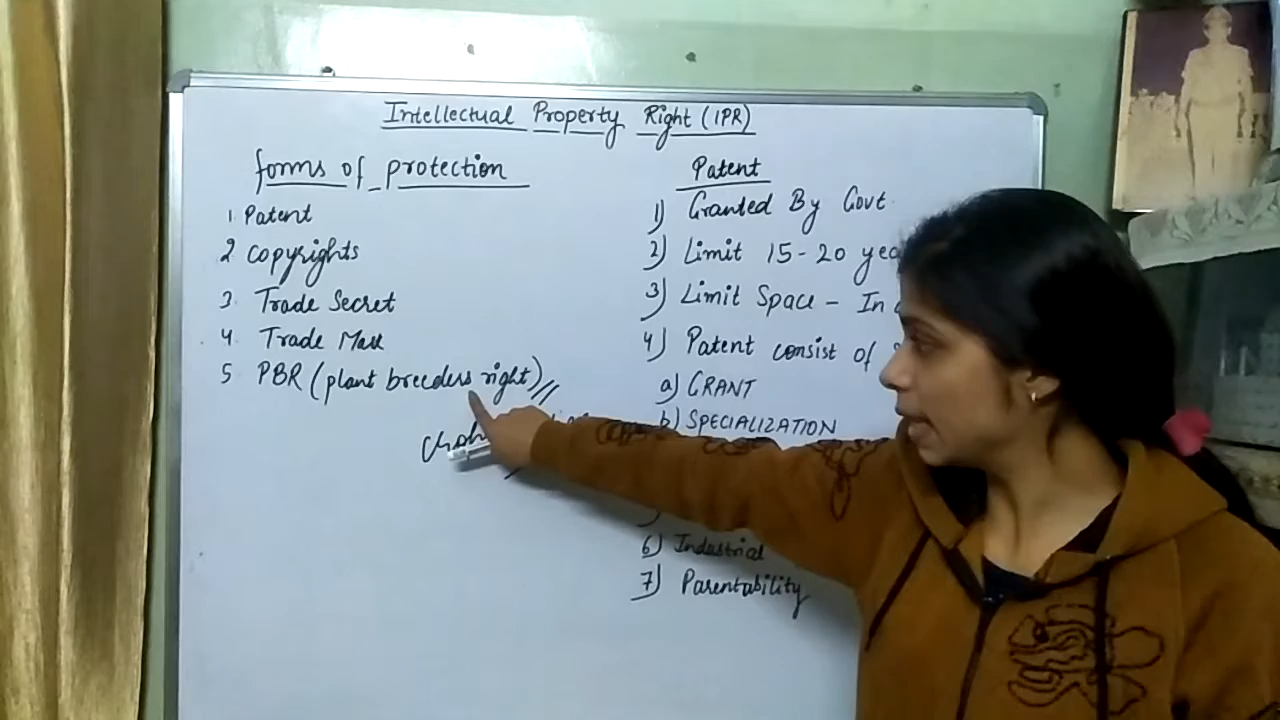 Intellectual Property Right (IPR)
forms of protection
1 Patent
2 copyrights
3. Trade Secret
4. Trade Mark
5 PBR (plant breeders right)
Patent
1) Granted By Govt.
2) Limit 15-20
3) Limit Space - In
4) Patent consist of
a) GRANT
b) SPECIALIZATION
6) Industrial
7) Parentability